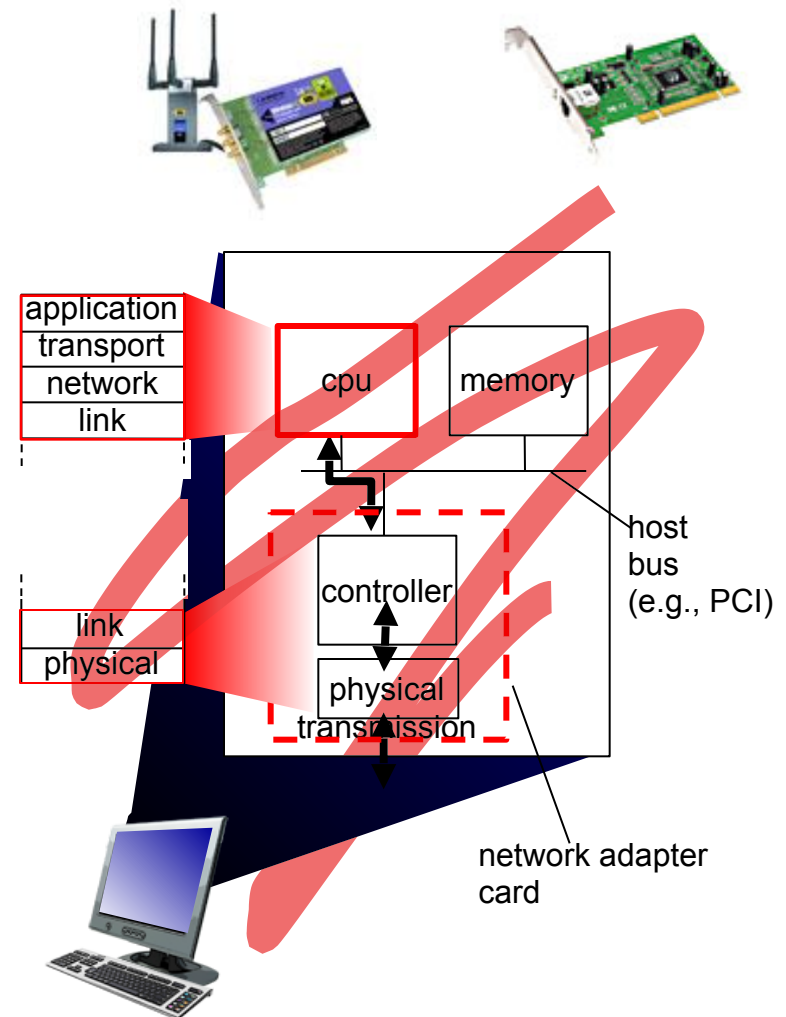 application
transport
network
link
cpu
memory
host
bus
(e.g., PCI)
controller
link
physical
physical
transmission
network adapter
card